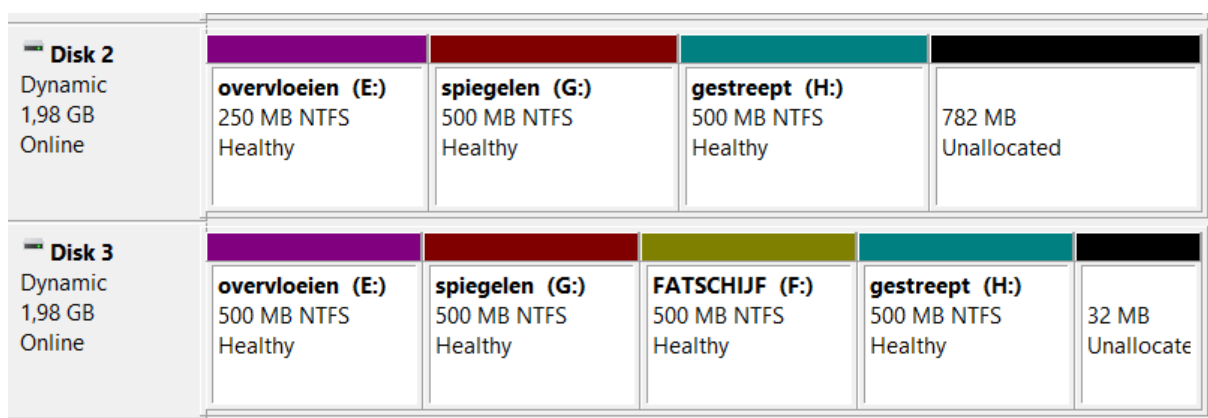 Disk 2
Dynamic
1,98 GB
Online
overvloeien (E:)
250 MB NTFS
Healthy
spiegelen (G:)
500 MB NTFS
Healthy
gestreept (H:)
500 MB NTFS
Healthy
782 MB
Unallocated
Disk 3
Dynamic
1,98 GB
Online
overvloeien (E:)
500 MB NTFS
Healthy
spiegelen (G:)
500 MB NTFS
Healthy
FATSCHIJF (F:)
500 MB NTFS
Healthy
gestreept (H:)
500 MB NTFS
Healthy
32 MB
Unallocate